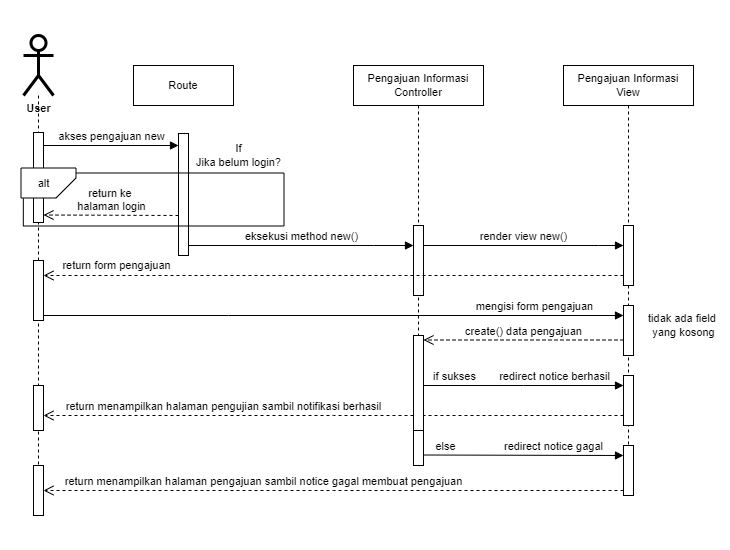 Route
Pengajuan Informasi
Controller
Pengajuan Informasi
View
User
akses pengajuan new
If
Jika belum login?
alt
return ke
halaman login
eksekusi method new()
render view new()
return form pengajuan
mengisi form pengajuan
tidak ada field
yang kosong
create() data pengajuan
if sukses
redirect notice berhasil
return menampilkan halaman pengujian sambil notifikasi berhasil
else
redirect notice gagal
return menampilkan halaman pengajuan sambil notice gagal membuat pengajuan